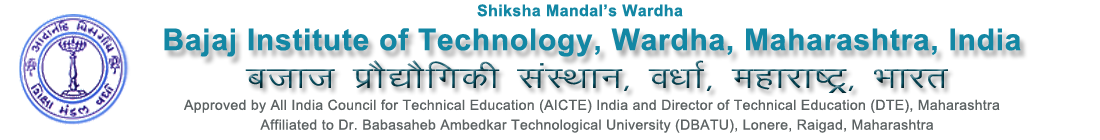 Shiksha Mandal's Wardha
Bajaj Institute of Technology, Wardha, Maharashtra, India
बजाज प्रौद्यौगिकी संस्थान, वर्धा, महाराष्ट्र, भारत
Approved by All India Council for Technical Education (AICTE) India and Director of Technical Education (DTE), Maharashtra
Affiliated to Dr. Babasaheb Ambedkar Technological University (DBATU), Lonere, Raigad, Maharashtra